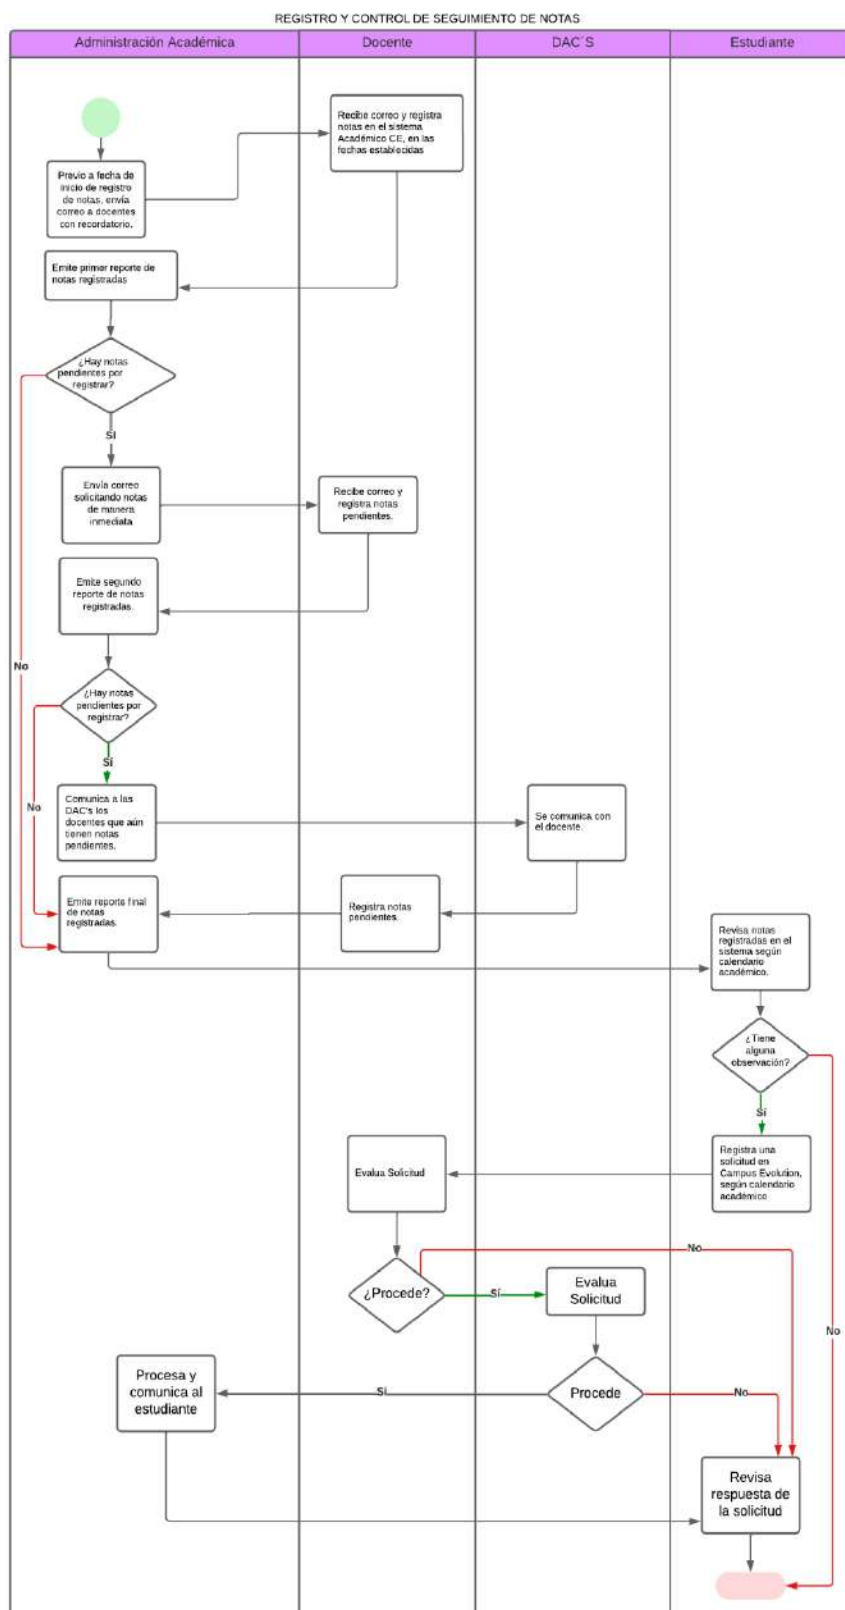 REGISTRO Y CONTROL DE SEGUIMIENTO DE NOTAS
Administración Académica
Docente
DAC´S
Estudiante
Recibe correo y registra
notas en el sistema
Académico CE, en las
fechas establecidas
Previo a fecha de
inicio de registro
de notas, envía
correo a docentes
con recordatorio.
Emite primer reporte de
notas registradas
¿Hay notas
pendientes por
registrar?
Sí
Envía correo
solicitando notas
de manera
inmediata
Recibe correo y
registra notas
pendientes.
Emite segundo
reporte de notas
registradas.
No
¿Hay notas
pendientes por
registrar?
Sí
No
Comunica a las
DAC's los
docentes que aún
tienen notas
pendientes.
Se comunica con
el docente.
Emite reporte final
de notas
registradas.
Registra notas
pendientes.
Revisa notas
registradas en el
sistema según
calendario
académico.
¿Tiene
alguna
observación?
Sí
Registra una
solicitud en
Campus Evolution,
según calendario
académico
Evalua Solicitud
No
¿Procede?
Sí
Evalua
Solicitud
No
Procesa y
comunica al
estudiante
Sí
Procede
No
Revisa
respuesta de
la solicitud